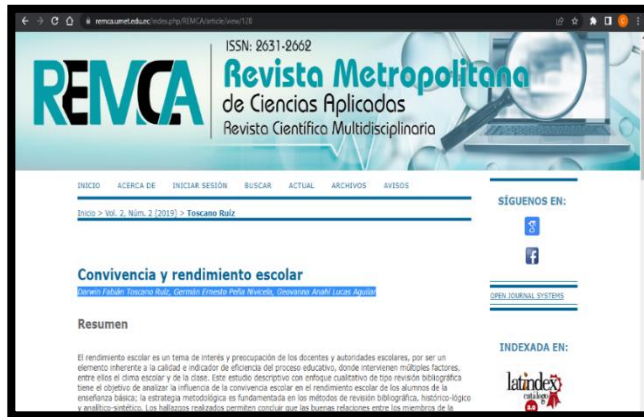 remca.umet.edu.ec/index.php/REMCA/article/view/128
ISSN: 2631-2662
REMCA
Revista Metropolitana
de Ciencias Aplicadas
Revista Científica Multidisciplinaria
INICIO ACERCA DE INICIAR SESIÓN BUSCAR ACTUAL ARCHIVOS AVISOS
Inicio > Vol. 2, Núm. 2 (2019) > Toscano Ruiz
SÍGUENOS EN:
Convivencia y rendimiento escolar
Darwin Fabián Toscano Ruiz, Germán Ernesto Peña Nivicela, Geovanna Anahí Lucas Aguilar
OPEN JOURNAL SYSTEMS
Resumen
INDEXADA EN:
latindex
catálogo
2.0
El rendimiento escolar es un tema de interés y preocupación de los docentes y autoridades escolares, por ser un
elemento inherente a la calidad e indicador de eficiencia del proceso educativo, donde intervienen múltiples factores,
entre ellos el clima escolar y de la clase. Este estudio descriptivo con enfoque cualitativo de tipo revisión bibliográfica
tiene el objetivo de analizar la influencia de la convivencia escolar en el rendimiento escolar de los alumnos de la
enseñanza básica; la estrategia metodológica es fundamentada en los métodos de revisión bibliográfica, histórico-lógico
y analítico-sintético. Los hallazgos realizados permiten concluir que las buenas relaciones entre los miembros de la